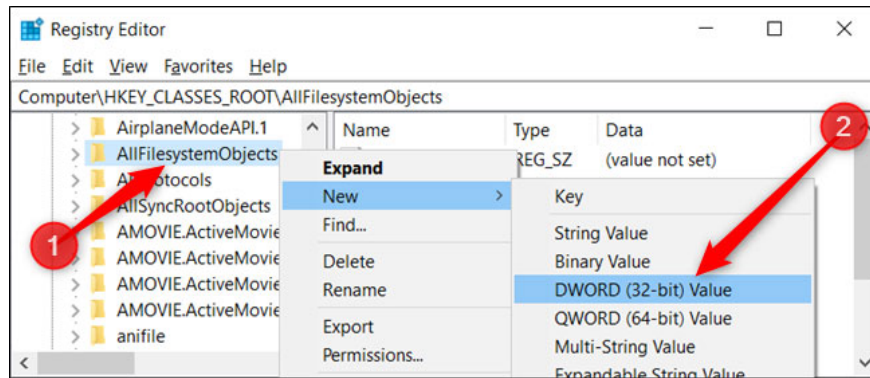 Registry Editor
File Edit View Favorites Help
Computer\HKEY_CLASSES_ROOT\AllFilesystemObjects
AirplaneModeAPI.1
AllFilesystemObjects
AllSyncRootObjects
AMOVIE.ActiveMovie
AMOVIE.ActiveMovie
AMOVIE.ActiveMovie
AMOVIE.ActiveMovie
anifile
Name Type Data
REG_SZ (value not set)
Expand
New
Find...
Delete
Rename
Export
Permissions...
Key
String Value
Binary Value
DWORD (32-bit) Value
QWORD (64-bit) Value
Multi-String Value
Expandable String Value
1
2